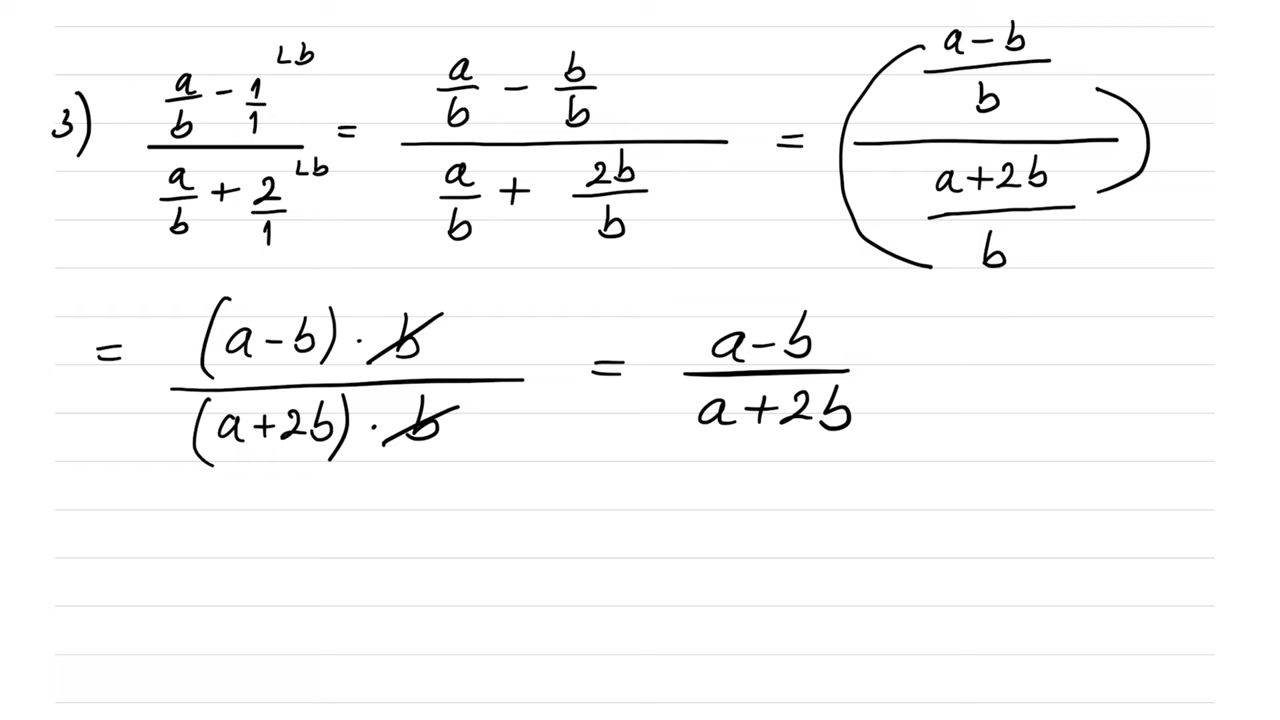 3) (a/b - 1/1 ⌞b) / (a/b + 2/1 ⌞b) = (a/b - b/b) / (a/b + 2b/b) = ((a-b)/b) / ((a+2b)/b)
= ((a-b) · b) / ((a+2b) · b) = (a-b) / (a+2b)